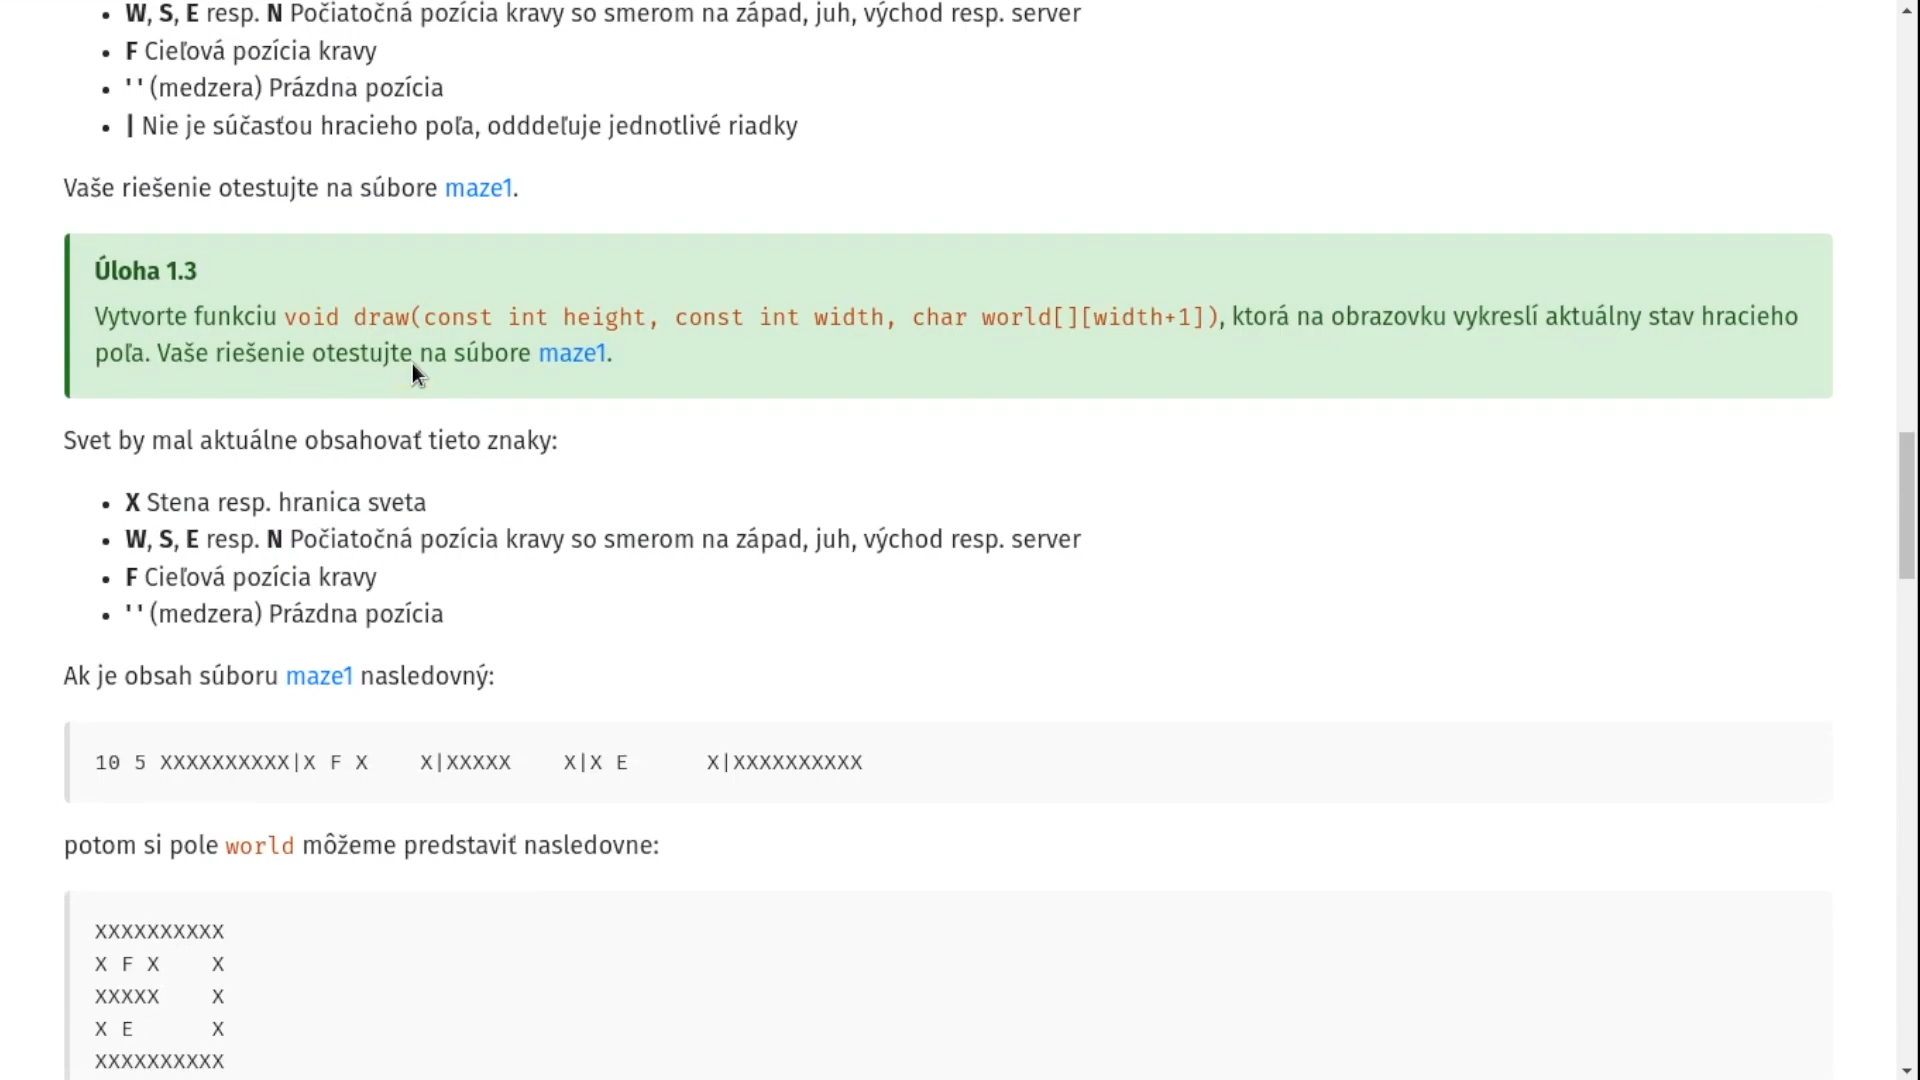 W, S, E resp. N Počiatočná pozícia kravy so smerom na západ, juh, východ resp. server
F Cieľová pozícia kravy
' ' (medzera) Prázdna pozícia
| Nie je súčasťou hracieho poľa, odddeľuje jednotlivé riadky
Vaše riešenie otestujte na súbore maze1.
Úloha 1.3
Vytvorte funkciu void draw(const int height, const int width, char world[][width+1]), ktorá na obrazovku vykreslí aktuálny stav hracieho
poľa. Vaše riešenie otestujte na súbore maze1.
Svet by mal aktuálne obsahovať tieto znaky:
X Stena resp. hranica sveta
W, S, E resp. N Počiatočná pozícia kravy so smerom na západ, juh, východ resp. server
F Cieľová pozícia kravy
' ' (medzera) Prázdna pozícia
Ak je obsah súboru maze1 nasledovný:
10 5 XXXXXXXXXX|X F X    X|XXXXX    X|X E      X|XXXXXXXXXX
potom si pole world môžeme predstaviť nasledovne:
XXXXXXXXXX
X F X    X
XXXXX    X
X E      X
XXXXXXXXXX